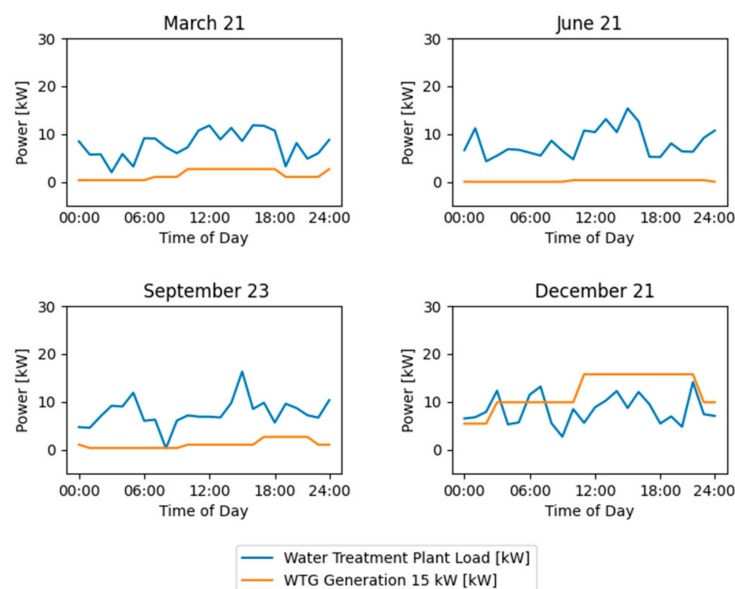 March 21
30
20
10
0
Power [kW]
00:00 06:00 12:00 18:00 24:00
Time of Day
June 21
30
20
10
0
Power [kW]
00:00 06:00 12:00 18:00 24:00
Time of Day
September 23
30
20
10
0
Power [kW]
00:00 06:00 12:00 18:00 24:00
Time of Day
December 21
30
20
10
0
Power [kW]
00:00 06:00 12:00 18:00 24:00
Time of Day
Water Treatment Plant Load [kW]
WTG Generation 15 kW [kW]